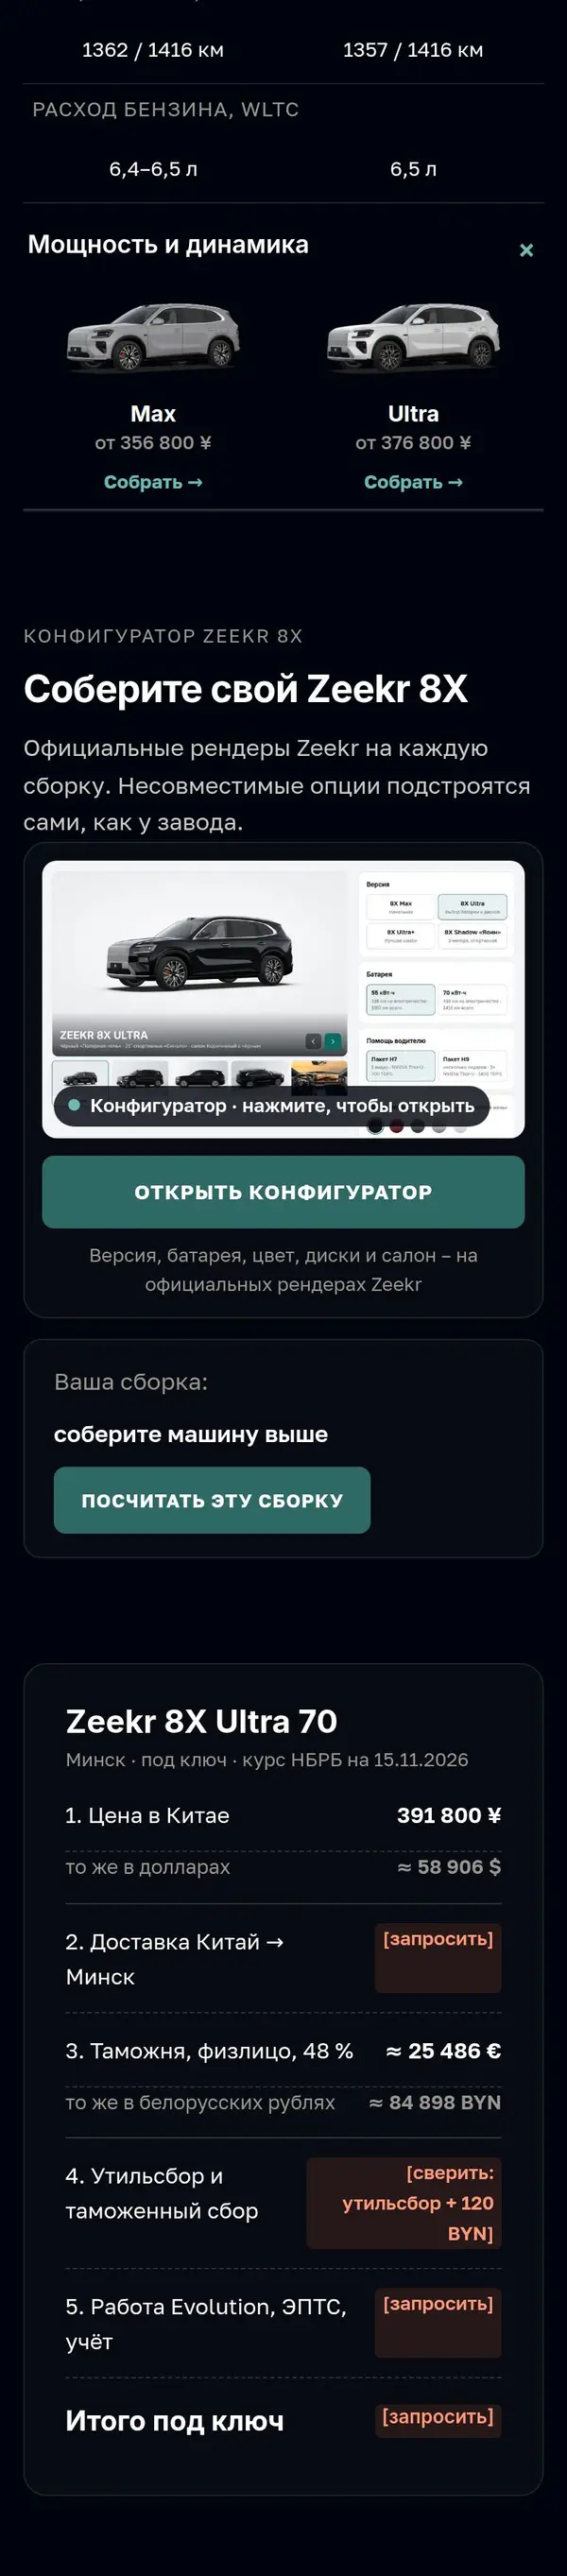 1362 / 1416 км
1357 / 1416 км
РАСХОД БЕНЗИНА, WLTC
6,4–6,5 л
6,5 л
Мощность и динамика
×
Max
Ultra
от 356 800 ¥
от 376 800 ¥
Собрать →
Собрать →
КОНФИГУРАТОР ZEEKR 8X
Соберите свой Zeekr 8X
Официальные рендеры Zeekr на каждую
сборку. Несовместимые опции подстроятся
сами, как у завода.
Версия
8X Max
8X Ultra
8X Ultra+
8X Shadow «Яоин»
Батарея
55 кВт·ч
70 кВт·ч
Помощь водителю
Пакет H7
Пакет H9
ZEEKR 8X ULTRA
Конфигуратор · нажмите, чтобы открыть
ОТКРЫТЬ КОНФИГУРАТОР
Версия, батарея, цвет, диски и салон – на
официальных рендерах Zeekr
Ваша сборка:
соберите машину выше
ПОСЧИТАТЬ ЭТУ СБОРКУ
Zeekr 8X Ultra 70
Минск · под ключ · курс НБРБ на 15.11.2026
1. Цена в Китае
391 800 ¥
то же в долларах
≈ 58 906 $
2. Доставка Китай →
Минск
[запросить]
3. Таможня, физлицо, 48 %
≈ 25 486 €
то же в белорусских рублях
≈ 84 898 BYN
4. Утильсбор и
таможенный сбор
[сверить:
утильсбор + 120
BYN]
5. Работа Evolution, ЭПТС,
учёт
[запросить]
Итого под ключ
[запросить]